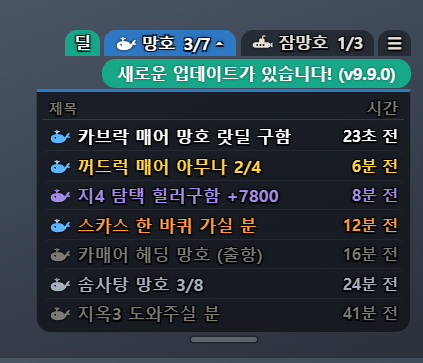 딜 망호 3/7 잠망호 1/3
새로운 업데이트가 있습니다! (v9.9.0)
제목 시간
카브락 매어 망호 랏딜 구함 23초 전
꺼드럭 매어 아무나 2/4 6분 전
지4 탐택 힐러구함 +7800 8분 전
스카스 한 바퀴 가실 분 12분 전
카매어 헤딩 망호 (출항) 16분 전
솜사탕 망호 3/8 24분 전
지옥3 도와주실 분 41분 전